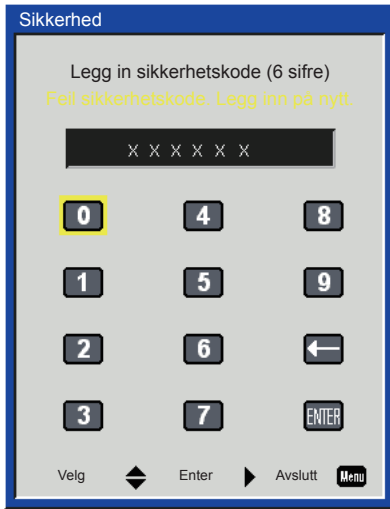 Sikkerhed
Legg in sikkerhetskode (6 sifre)
Feil sikkerhetskode. Legg inn på nytt
X X X X X X
0 4 8
1 5 9
2 6 ←
3 7 ENTER
Velg Enter Avslutt Menu